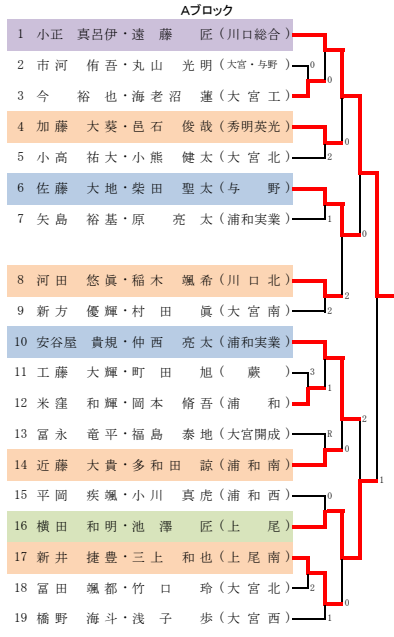 Aブロック
1 小正 真呂伊・遠藤 匠(川口総合)
2 市河 侑吾・丸山 光明(大宮・与野) 0
0
3 今 裕也・海老沼 蓮(大宮工)
4 加藤 大葵・邑石 俊哉(秀明英光) 0
5 小高 祐大・小熊 健太(大宮北) 2
6 佐藤 大地・柴田 聖太(与野)
7 矢島 裕基・原 亮太(浦和実業) 1
0
8 河田 悠眞・稲木 颯希(川口北) 2
9 新方 優輝・村田 眞(大宮南) 2
10 安谷屋 貴規・仲西 亮太(浦和実業)
11 工藤 大輝・町田 旭(蕨) 3
1
12 米窪 和輝・岡本 脩吾(浦和) 2
13 冨永 竜平・福島 泰地(大宮開成) R
0
14 近藤 大貴・多和田 諒(浦和南) 1
15 平岡 疾颯・小川 真虎(浦和西) 0
1
16 横田 和明・池澤 匠(上尾)
17 新井 捷豊・三上 和也(上尾南)
18 冨田 颯都・竹口 玲(大宮北) 2
0
19 橋野 海斗・浅子 歩(大宮西) 1